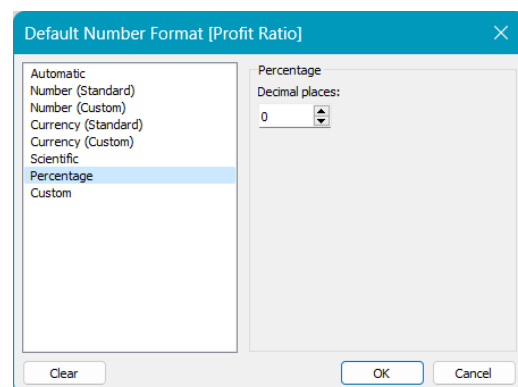 Default Number Format [Profit Ratio]
Automatic
Number (Standard)
Number (Custom)
Currency (Standard)
Currency (Custom)
Scientific
Percentage
Custom
Percentage
Decimal places:
0
Clear
OK
Cancel